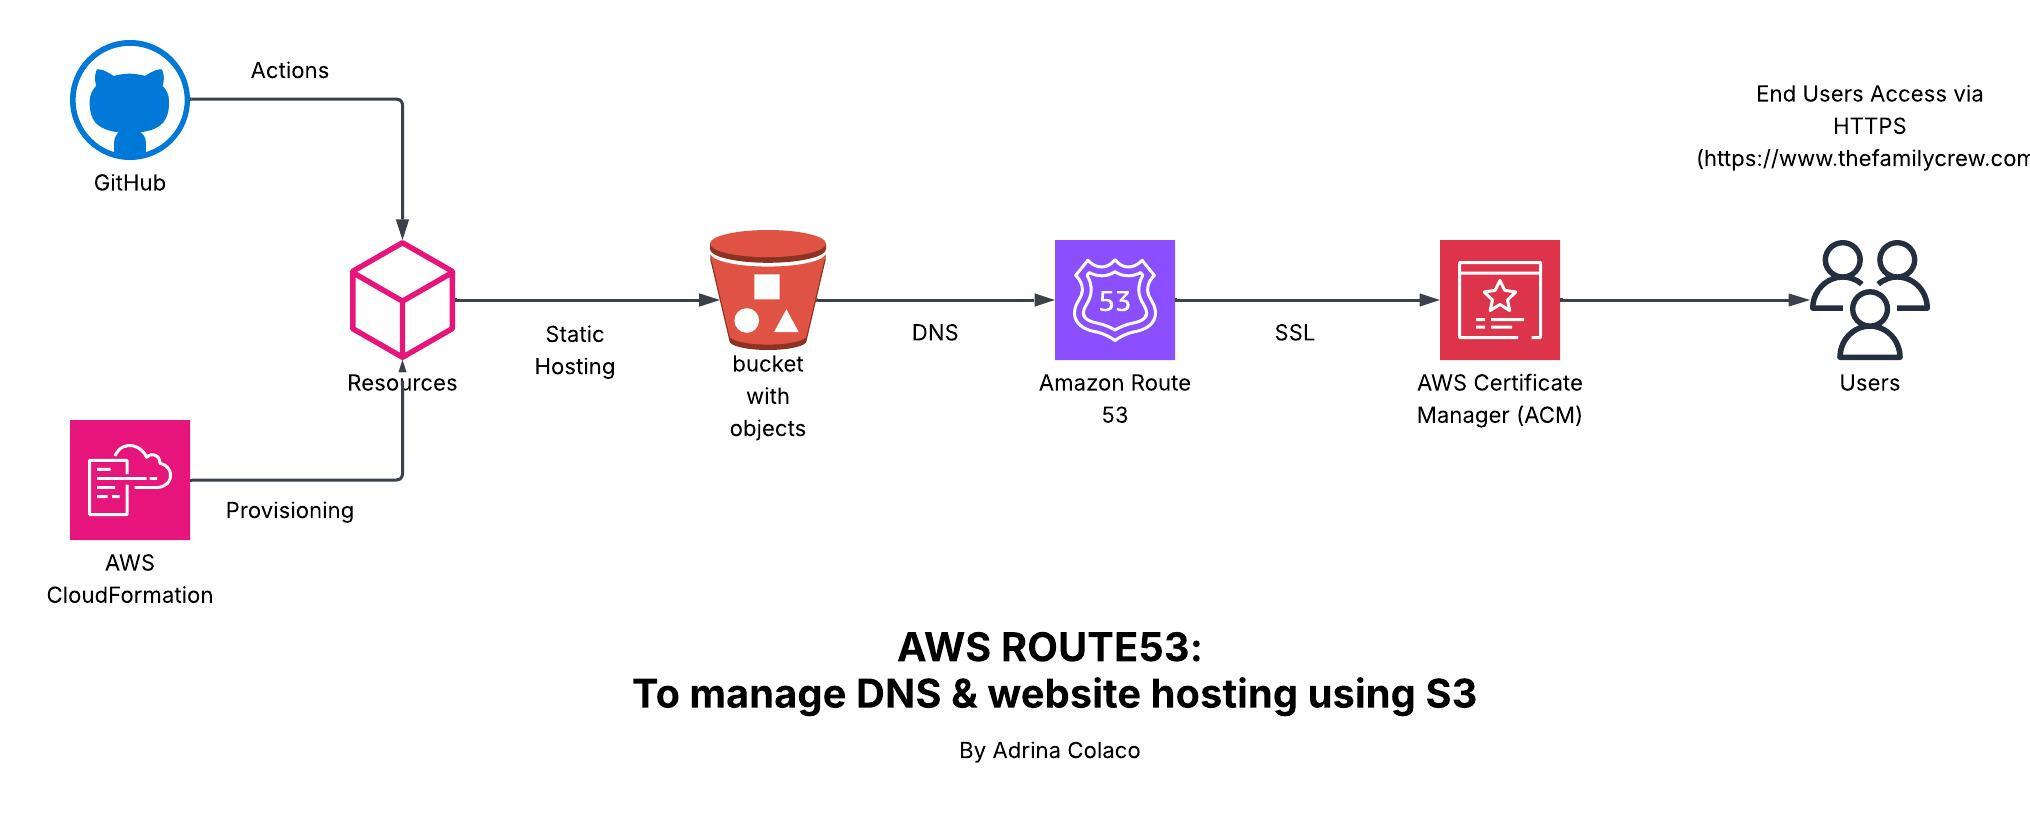 Actions
GitHub
End Users Access via
HTTPS
(https://www.thefamilycrew.com
Resources
Static
Hosting
bucket
with
objects
DNS
53
Amazon Route
53
SSL
AWS Certificate
Manager (ACM)
Users
Provisioning
AWS
CloudFormation
AWS ROUTE53:
To manage DNS & website hosting using S3
By Adrina Colaco